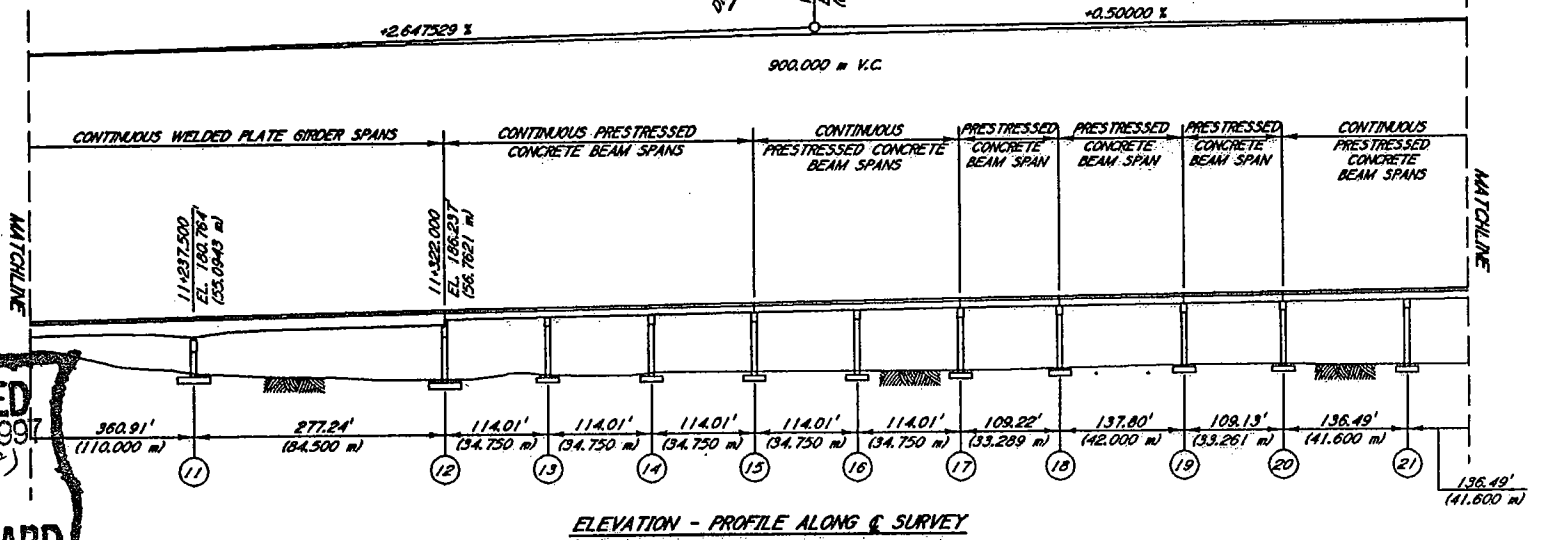 +2.647529 %
+0.50000 %
900.000 m V.C.
CONTINUOUS WELDED PLATE GIRDER SPANS
CONTINUOUS PRESTRESSED
CONCRETE BEAM SPANS
CONTINUOUS
PRESTRESSED CONCRETE
BEAM SPANS
PRESTRESSED
CONCRETE
BEAM SPAN
PRESTRESSED
CONCRETE
BEAM SPAN
PRESTRESSED
CONCRETE
BEAM SPAN
CONTINUOUS
PRESTRESSED
CONCRETE
BEAM SPANS
MATCHLINE
11+237.500
EL. 180.764'
(55.0943 m)
11+322.000
EL. 186.237'
(56.7621 m)
MATCHLINE
ED
1997
360.91'
(110.000 m)
277.24'
(84.500 m)
114.01'
(34.750 m)
114.01'
(34.750 m)
114.01'
(34.750 m)
114.01'
(34.750 m)
114.01'
(34.750 m)
109.22'
(33.289 m)
137.80'
(42.000 m)
109.13'
(33.261 m)
136.49'
(41.600 m)
136.49'
(41.600 m)
11 12 13 14 15 16 17 18 19 20 21
ELEVATION - PROFILE ALONG ℄ SURVEY